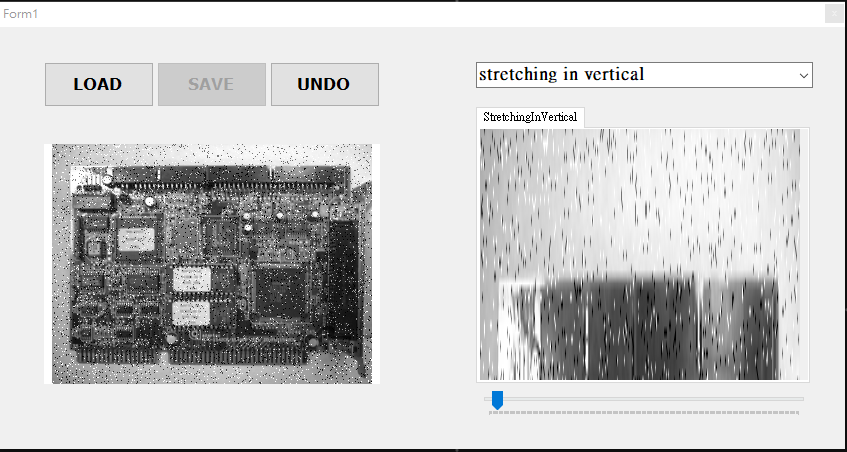 Form1
LOAD
SAVE
UNDO
stretching in vertical
StretchingInVertical